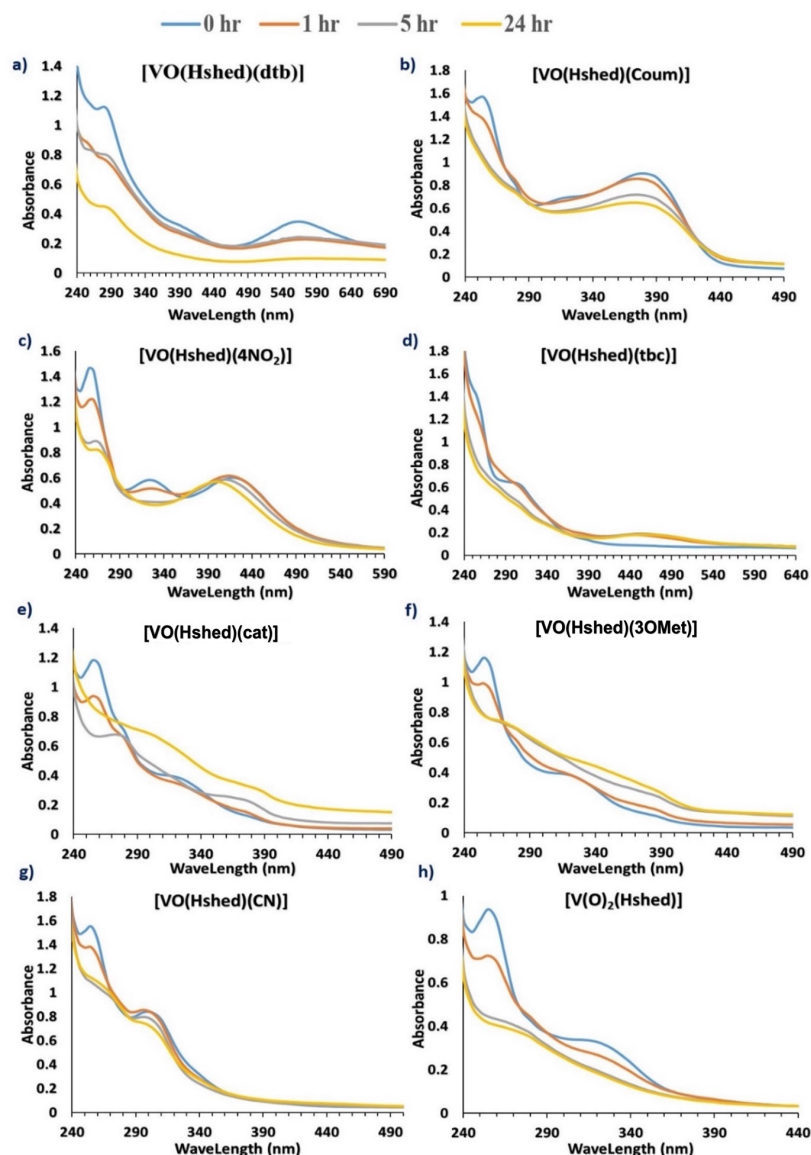 0 hr 1 hr 5 hr 24 hr
a)
[VO(Hshed)(dtb)]
Absorbance
1.4
1.2
1
0.8
0.6
0.4
0.2
0
240 290 340 390 440 490 540 590 640 690
WaveLength (nm)
b)
[VO(Hshed)(Coum)]
Absorbance
1.8
1.6
1.4
1.2
1
0.8
0.6
0.4
0.2
0
240 290 340 390 440 490
WaveLength (nm)
c)
[VO(Hshed)(4NO₂)]
Absorbance
1.6
1.4
1.2
1
0.8
0.6
0.4
0.2
0
240 290 340 390 440 490 540 590
WaveLength (nm)
d)
[VO(Hshed)(tbc)]
Absorbance
1.8
1.6
1.4
1.2
1
0.8
0.6
0.4
0.2
0
240 290 340 390 440 490 540 590 640
WaveLength (nm)
e)
[VO(Hshed)(cat)]
Absorbance
1.4
1.2
1
0.8
0.6
0.4
0.2
0
240 290 340 390 440 490
WaveLength (nm)
f)
[VO(Hshed)(3OMet)]
Absorbance
1.4
1.2
1
0.8
0.6
0.4
0.2
0
240 290 340 390 440 490
WaveLength (nm)
g)
[VO(Hshed)(CN)]
Absorbance
1.8
1.6
1.4
1.2
1
0.8
0.6
0.4
0.2
0
240 290 340 390 440 490
WaveLength (nm)
h)
[V(O)₂(Hshed)]
Absorbance
1
0.8
0.6
0.4
0.2
0
240 290 340 390 440
WaveLength (nm)